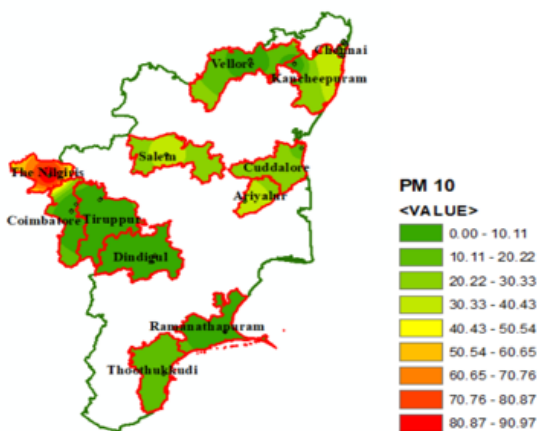 Chennai
Vellore
Kancheepuram
Salem
Cuddalore
The Nilgiris
Ariyalur
Coimbatore
Tiruppur
Dindigul
Ramanathapuram
Thoothukkudi
PM 10
<VALUE>
0.00 - 10.11
10.11 - 20.22
20.22 - 30.33
30.33 - 40.43
40.43 - 50.54
50.54 - 60.65
60.65 - 70.76
70.76 - 80.87
80.87 - 90.97